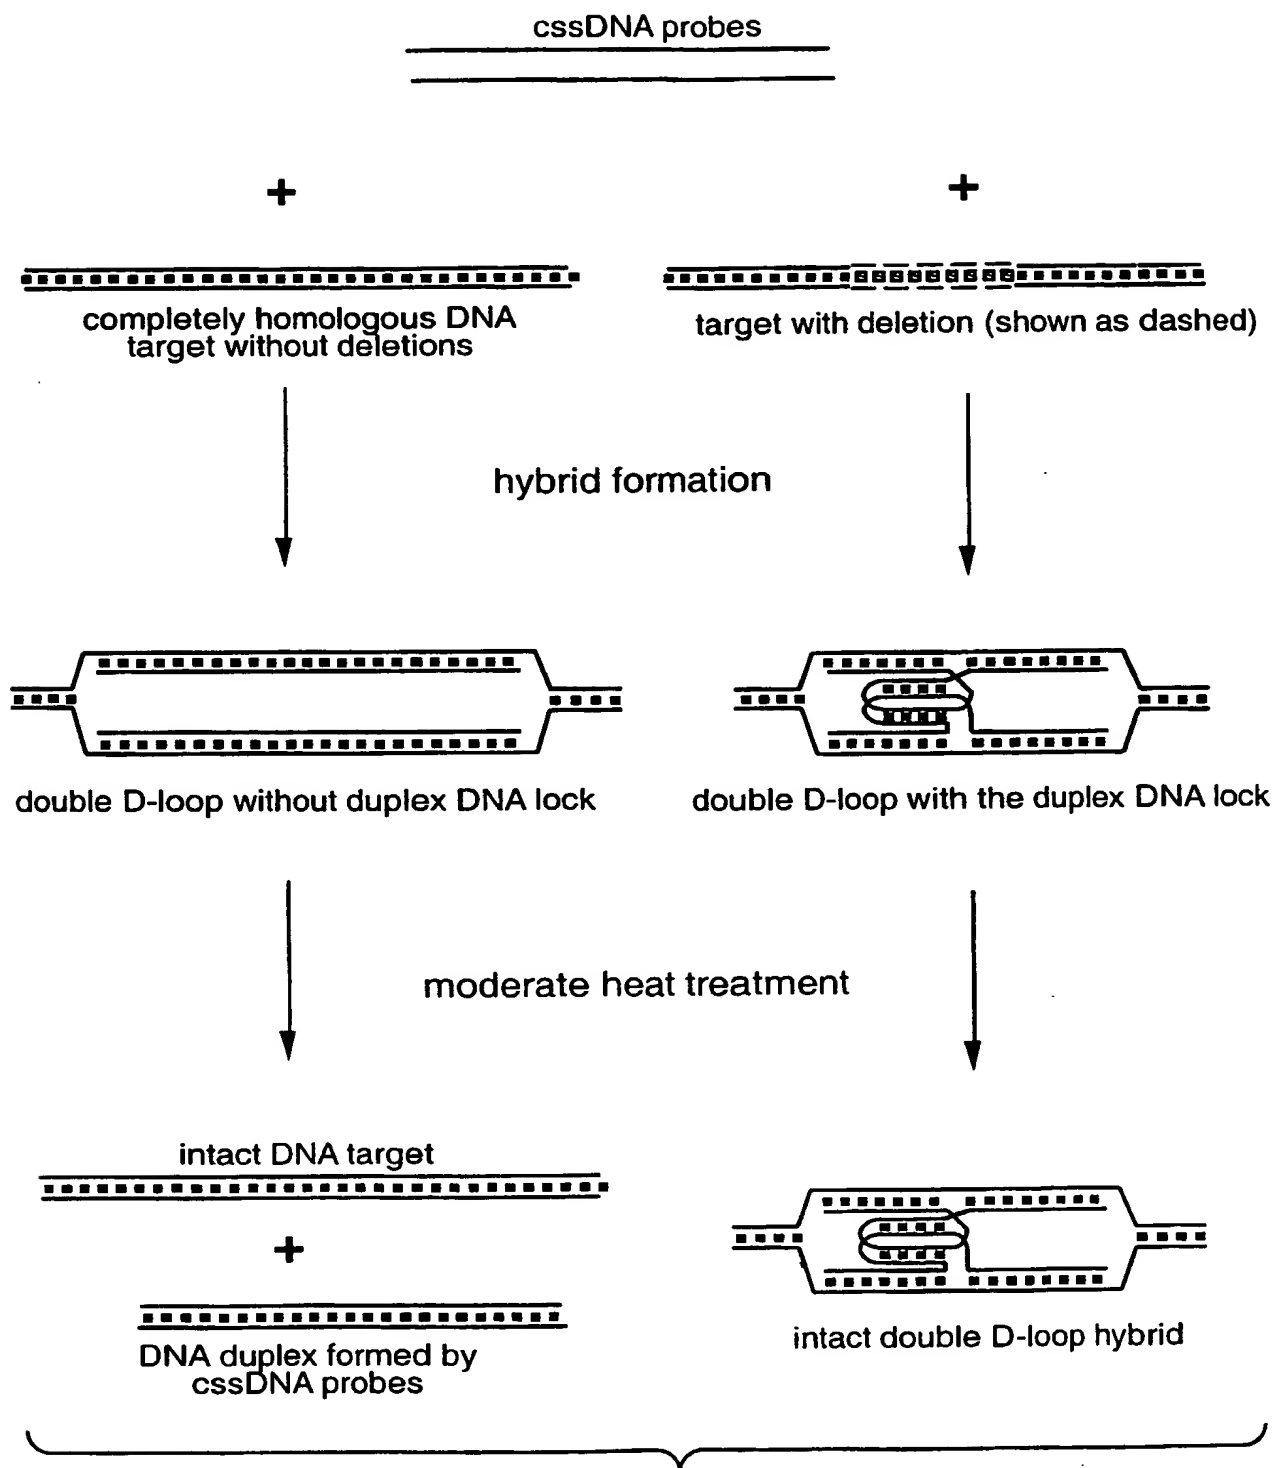 cssDNA probes
+
+
completely homologous DNA
target without deletions
target with deletion (shown as dashed)
hybrid formation
double D-loop without duplex DNA lock
double D-loop with the duplex DNA lock
moderate heat treatment
intact DNA target
+
DNA duplex formed by
cssDNA probes
intact double D-loop hybrid